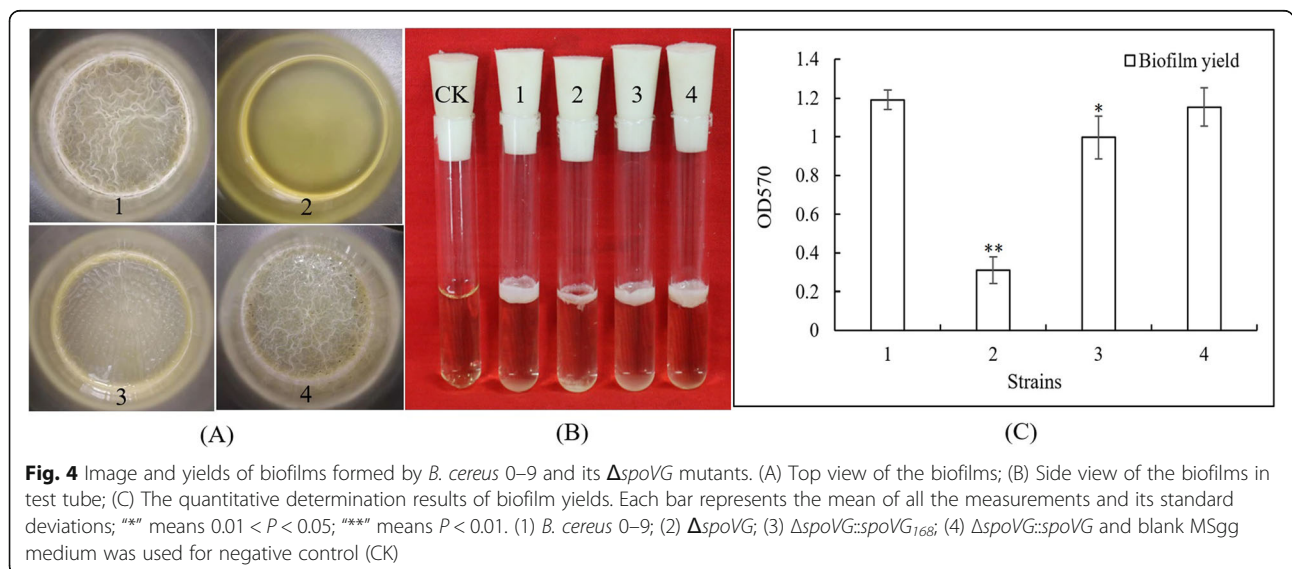 1
2
3
4
(A)
CK 1 2 3 4
(B)
1.4
1.2
1
0.8
0.6
0.4
0.2
0
OD570
Biofilm yield
**
*
1 2 3 4
Strains
(C)
Fig. 4 Image and yields of biofilms formed by B. cereus 0–9 and its ΔspoVG mutants. (A) Top view of the biofilms; (B) Side view of the biofilms in
test tube; (C) The quantitative determination results of biofilm yields. Each bar represents the mean of all the measurements and its standard
deviations; “*” means 0.01 < P < 0.05; “**” means P < 0.01. (1) B. cereus 0–9; (2) ΔspoVG; (3) ΔspoVG::spoVG168; (4) ΔspoVG::spoVG and blank MSgg
medium was used for negative control (CK)